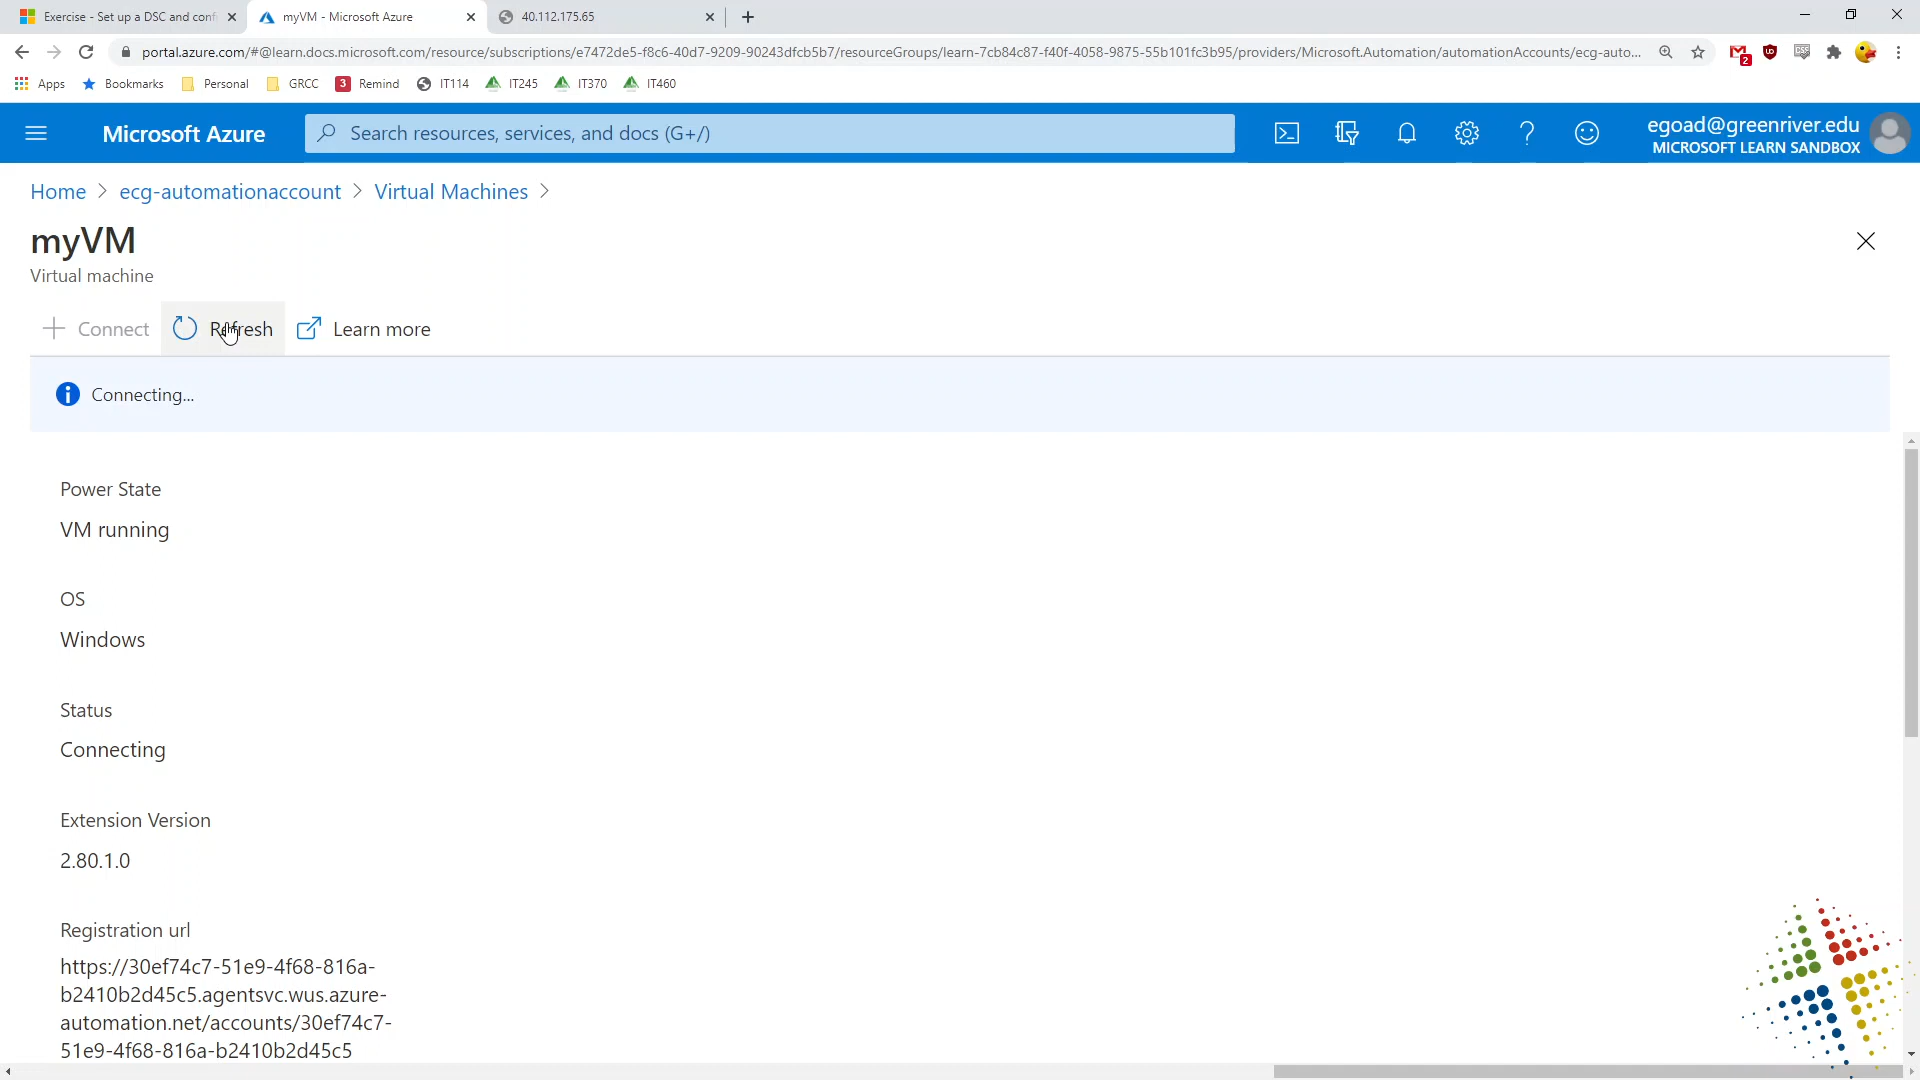 Exercise - Set up a DSC and conf
myVM - Microsoft Azure
40.112.175.65
portal.azure.com/#@learn.docs.microsoft.com/resource/subscriptions/e7472de5-f8c6-40d7-9209-90243dfcb5b7/resourceGroups/learn-7cb84c87-f40f-4058-9875-55b101fc3b95/providers/Microsoft.Automation/automationAccounts/ecg-auto...
2
Apps Bookmarks Personal GRCC 3 Remind IT114 IT245 IT370 IT460
Microsoft Azure
Search resources, services, and docs (G+/)
egoad@greenriver.edu
MICROSOFT LEARN SANDBOX
Home > ecg-automationaccount > Virtual Machines >
myVM
Virtual machine
Connect Refresh Learn more
Connecting...
Power State
VM running
OS
Windows
Status
Connecting
Extension Version
2.80.1.0
Registration url
https://30ef74c7-51e9-4f68-816a-
b2410b2d45c5.agentsvc.wus.azure-
automation.net/accounts/30ef74c7-
51e9-4f68-816a-b2410b2d45c5